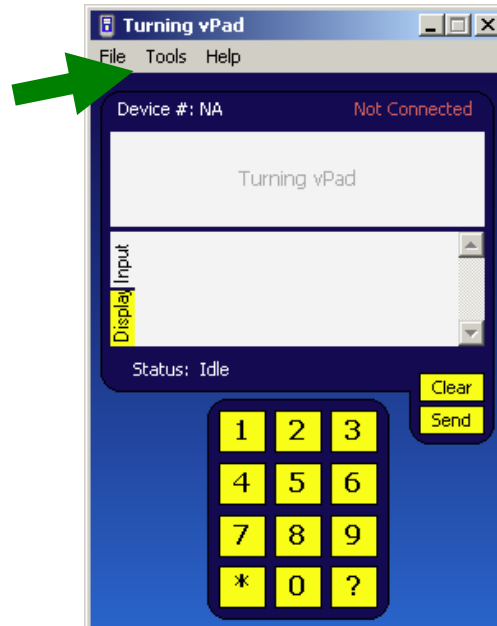 Turning vPad
File Tools Help
Device #: NA Not Connected
Turning vPad
Input
Display
Status: Idle
Clear
Send
1 2 3
4 5 6
7 8 9
* 0 ?